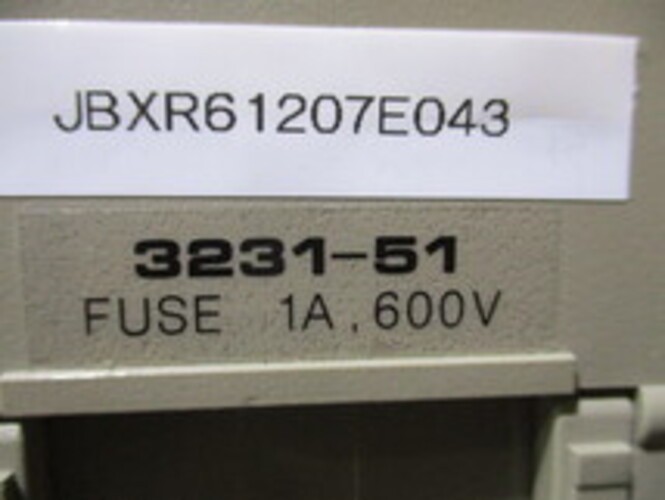 JBXR61207E043
3231-51
FUSE 1A, 600V